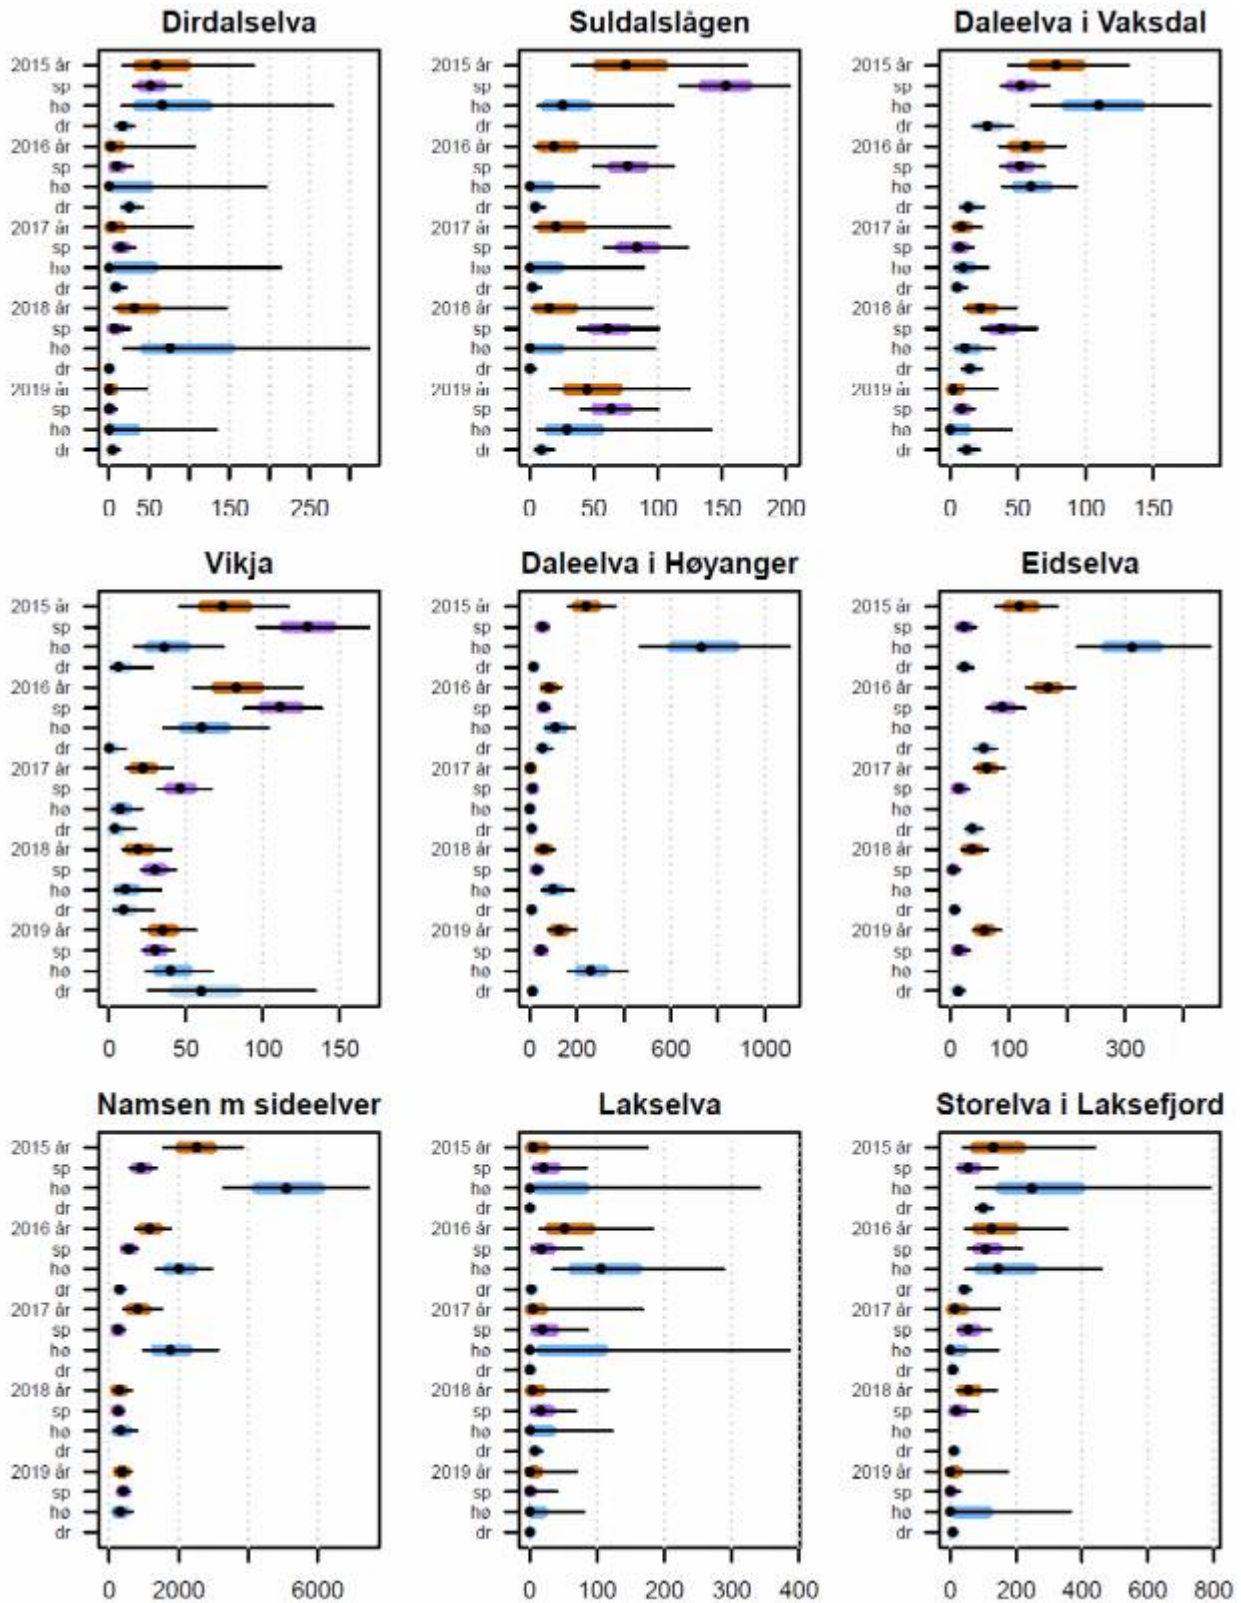 Dirdalselva
2015 år
sp
hø
dr
2016 år
sp
hø
dr
2017 år
sp
hø
dr
2018 år
sp
hø
dr
2019 år
sp
hø
dr
0 50 150 250
Suldalslågen
2015 år
sp
hø
dr
2016 år
sp
hø
dr
2017 år
sp
hø
dr
2018 år
sp
hø
dr
2019 år
sp
hø
dr
0 50 100 150 200
Daleelva i Vaksdal
2015 år
sp
hø
dr
2016 år
sp
hø
dr
2017 år
sp
hø
dr
2018 år
sp
hø
dr
2019 år
sp
hø
dr
0 50 100 150
Vikja
2015 år
sp
hø
dr
2016 år
sp
hø
dr
2017 år
sp
hø
dr
2018 år
sp
hø
dr
2019 år
sp
hø
dr
0 50 100 150
Daleelva i Høyanger
2015 år
sp
hø
dr
2016 år
sp
hø
dr
2017 år
sp
hø
dr
2018 år
sp
hø
dr
2019 år
sp
hø
dr
0 200 600 1000
Eidselva
2015 år
sp
hø
dr
2016 år
sp
hø
dr
2017 år
sp
hø
dr
2018 år
sp
hø
dr
2019 år
sp
hø
dr
0 100 300
Namsen m sideelver
2015 år
sp
hø
dr
2016 år
sp
hø
dr
2017 år
sp
hø
dr
2018 år
sp
hø
dr
2019 år
sp
hø
dr
0 2000 6000
Lakselva
2015 år
sp
hø
dr
2016 år
sp
hø
dr
2017 år
sp
hø
dr
2018 år
sp
hø
dr
2019 år
sp
hø
dr
0 100 200 300 400
Storelva i Laksefjord
2015 år
sp
hø
dr
2016 år
sp
hø
dr
2017 år
sp
hø
dr
2018 år
sp
hø
dr
2019 år
sp
hø
dr
0 200 400 600 800